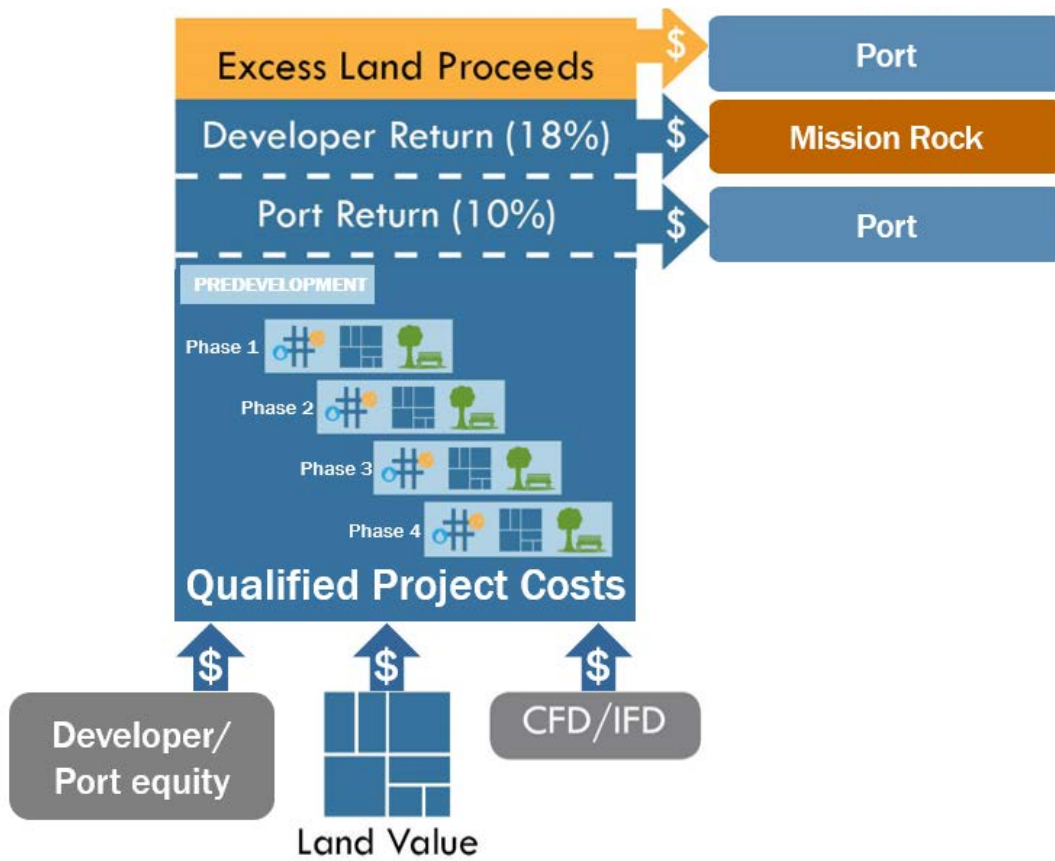 Excess Land Proceeds
$
Port
Developer Return (18%)
$
Mission Rock
Port Return (10%)
$
Port
PREDEVELOPMENT
Phase 1
Phase 2
Phase 3
Phase 4
Qualified Project Costs
$
$
$
Developer/
Port equity
Land Value
CFD/IFD